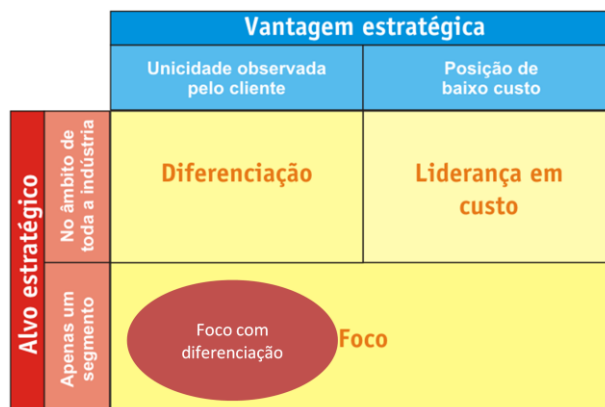 Vantagem estratégica
Unicidade observada
pelo cliente
Posição de
baixo custo
Alvo estratégico
No âmbito de
toda a indústria
Diferenciação
Liderança em
custo
Apenas um
segmento
Foco com
diferenciação
Foco